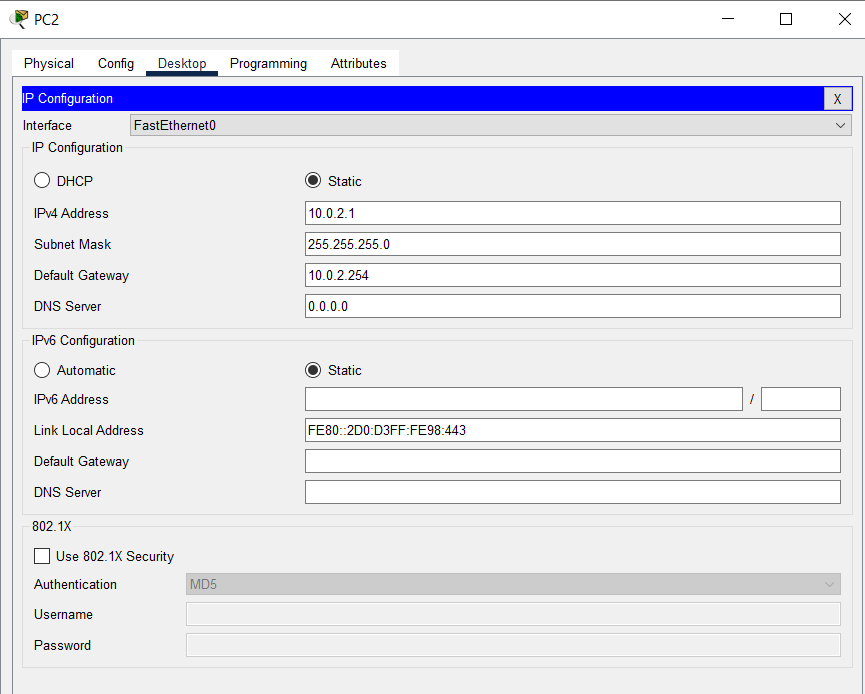 PC2
Physical Config Desktop Programming Attributes
IP Configuration X
Interface FastEthernet0
IP Configuration
DHCP Static
IPv4 Address 10.0.2.1
Subnet Mask 255.255.255.0
Default Gateway 10.0.2.254
DNS Server 0.0.0.0
IPv6 Configuration
Automatic Static
IPv6 Address /
Link Local Address FE80::2D0:D3FF:FE98:443
Default Gateway
DNS Server
802.1X
Use 802.1X Security
Authentication MD5
Username
Password